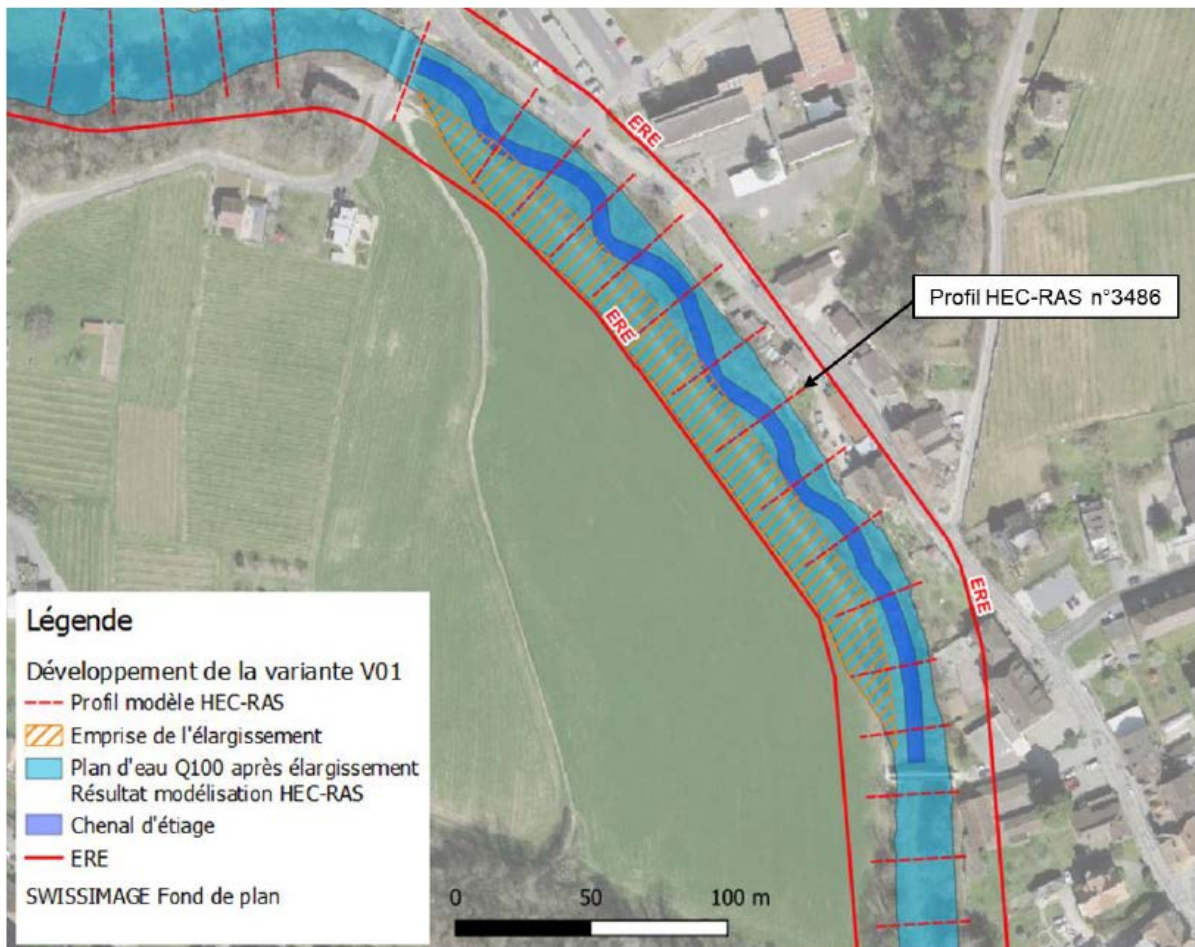 ERE
Profil HEC-RAS n°3486
ERE
ERE
Légende
Développement de la variante V01
Profil modèle HEC-RAS
Emprise de l'élargissement
Plan d'eau Q100 après élargissement
Résultat modélisation HEC-RAS
Chenal d'étiage
ERE
SWISSIMAGE Fond de plan
0 50 100 m